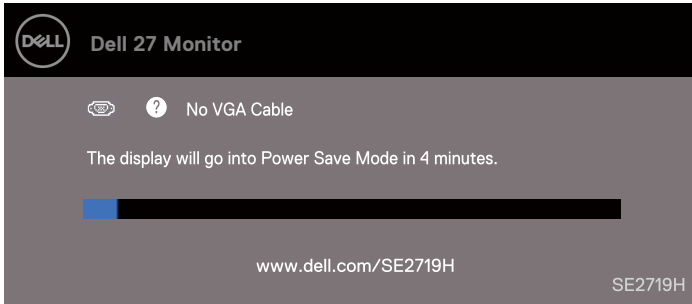 DELL
Dell 27 Monitor
? No VGA Cable
The display will go into Power Save Mode in 4 minutes.
www.dell.com/SE2719H
SE2719H